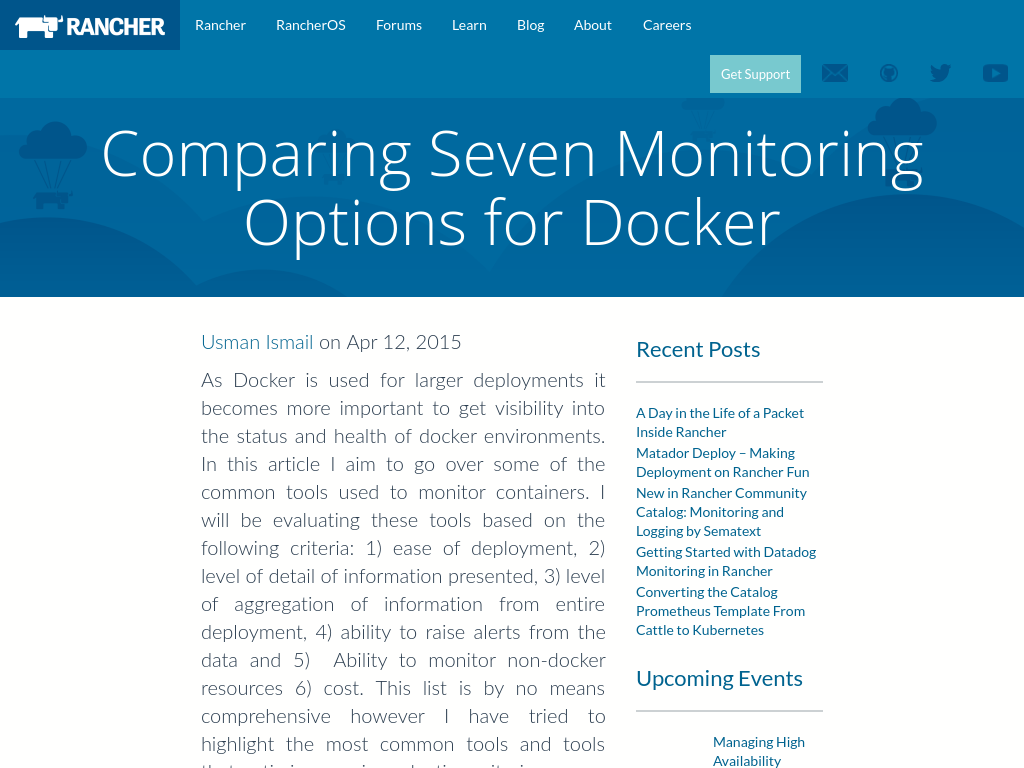 RANCHER
Rancher
RancherOS
Forums
Learn
Blog
About
Careers
Get Support
Comparing Seven Monitoring
Options for Docker
Usman Ismail on Apr 12, 2015
As Docker is used for larger deployments it
becomes more important to get visibility into
the status and health of docker environments.
In this article I aim to go over some of the
common tools used to monitor containers. I
will be evaluating these tools based on the
following criteria: 1) ease of deployment, 2)
level of detail of information presented, 3) level
of aggregation of information from entire
deployment, 4) ability to raise alerts from the
data and 5)  Ability to monitor non-docker
resources 6) cost. This list is by no means
comprehensive however I have tried to
highlight the most common tools and tools
Recent Posts
A Day in the Life of a Packet
Inside Rancher
Matador Deploy – Making
Deployment on Rancher Fun
New in Rancher Community
Catalog: Monitoring and
Logging by Sematext
Getting Started with Datadog
Monitoring in Rancher
Converting the Catalog
Prometheus Template From
Cattle to Kubernetes
Upcoming Events
Managing High
Availability